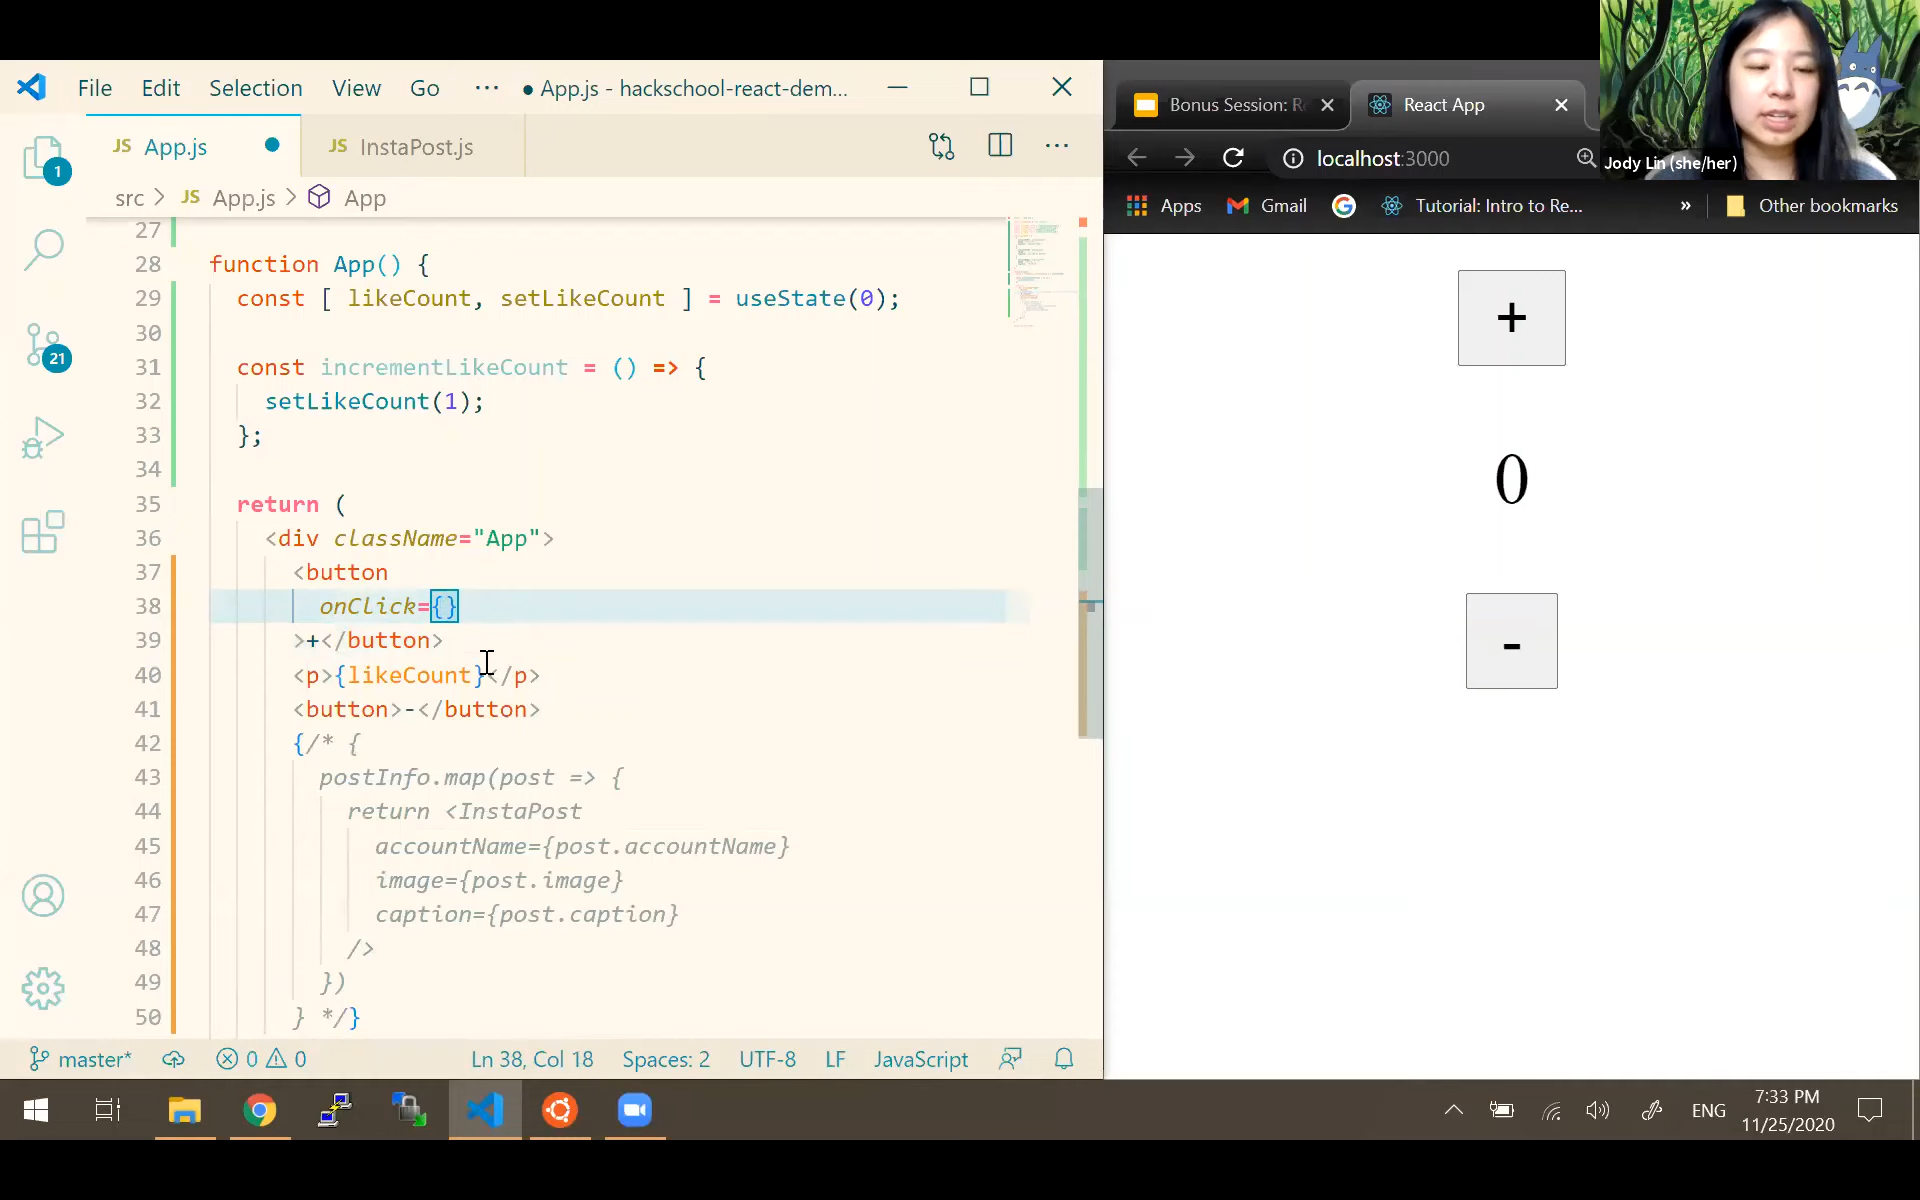 File Edit Selection View Go ··· ● App.js - hackschool-react-dem...
JS App.js JS InstaPost.js ···
src > JS App.js > App
27
28 function App() {
29 const [ likeCount, setLikeCount ] = useState(0);
30
31 const incrementLikeCount = () => {
32 setLikeCount(1);
33 };
34
35 return (
36 <div className="App">
37 <button
38 onClick={}
39 >+</button>
40 <p>{likeCount}</p>
41 <button>-</button>
42 {/* {
43 postInfo.map(post => {
44 return <InstaPost
45 accountName={post.accountName}
46 image={post.image}
47 caption={post.caption}
48 />
49 })
50 } */}
1
21
master* 0 0 Ln 38, Col 18 Spaces: 2 UTF-8 LF JavaScript
Bonus Session: Re React App
localhost:3000
Apps Gmail Tutorial: Intro to Re... » Other bookmarks
Jody Lin (she/her)
+
0
-
ENG 7:33 PM
11/25/2020